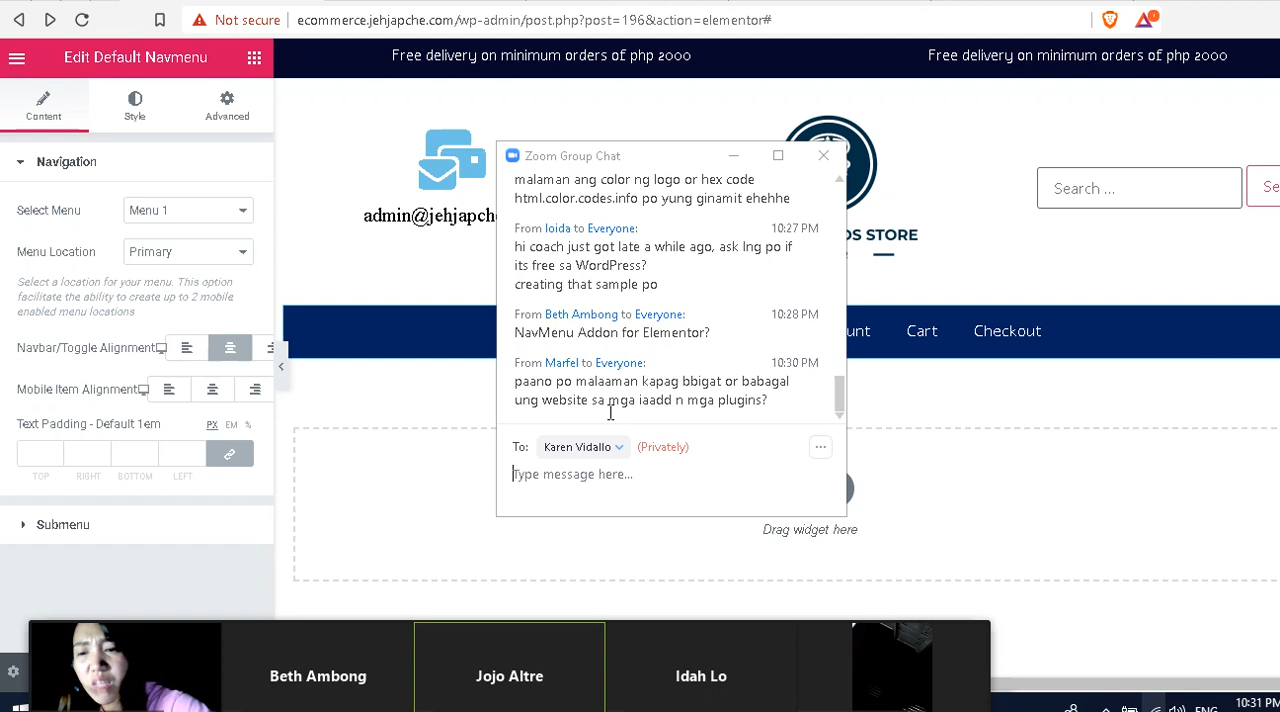 Not secure
ecommerce.jehjapche.com/wp-admin/post.php?post=196&action=elementor#
Edit Default Navmenu
Free delivery on minimum orders of php 2000
Free delivery on minimum orders of php 2000
Content
Style
Advanced
Navigation
Select Menu
Menu 1
Menu Location
Primary
Select a location for your menu. This option
facilitate the ability to create up to 2 mobile
enabled menu locations
Navbar/Toggle Alignment
Mobile Item Alignment
Text Padding - Default 1em
PX EM %
TOP RIGHT BOTTOM LEFT
Submenu
admin@jehjapche
Search ...
Se
DS STORE
unt
Cart
Checkout
Drag widget here
Zoom Group Chat
malaman ang color ng logo or hex code
html.color.codes.info po yung ginamit ehehhe
From loida to Everyone: 10:27 PM
hi coach just got late a while ago, ask lng po if
its free sa WordPress?
creating that sample po
From Beth Ambong to Everyone: 10:28 PM
NavMenu Addon for Elementor?
From Marfel to Everyone: 10:30 PM
paano po malaaman kapag bbigat or babagal
ung website sa mga iaadd n mga plugins?
To: Karen Vidallo (Privately)
Type message here...
Beth Ambong
Jojo Altre
Idah Lo
ENG
10:31 PM